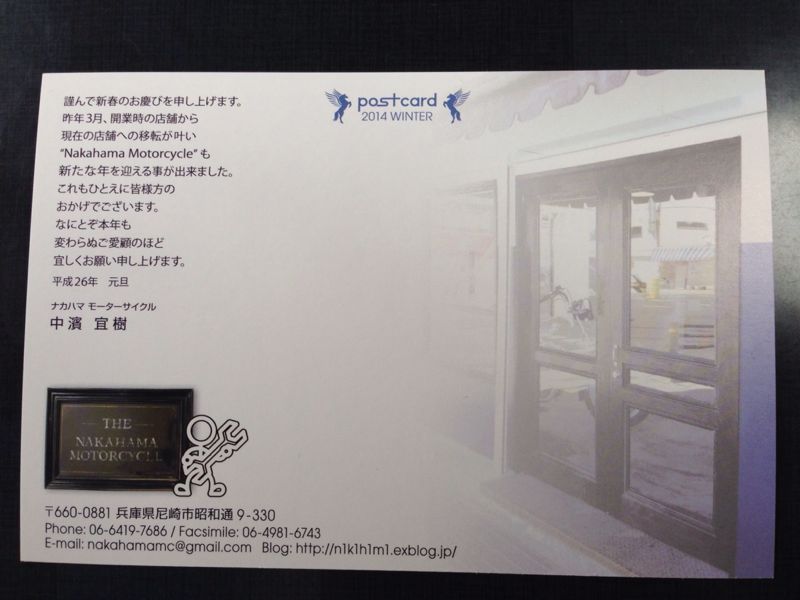 謹んで新春のお慶びを申し上げます。
昨年3月、開業時の店舗から
現在の店舗への移転が叶い
“Nakahama Motorcycle”も
新たな年を迎える事が出来ました。
これもひとえに皆様方の
おかげでございます。
なにとぞ本年も
変わらぬご愛顧のほど
宜しくお願い申し上げます。
平成26年 元旦
ナカハマ モーターサイクル
中濱 宜樹
postcard
2014 WINTER
THE
NAKAHAMA
MOTORCYCLE
〒660-0881 兵庫県尼崎市昭和通 9-330
Phone: 06-6419-7686 / Facsimile: 06-4981-6743
E-mail: nakahamamc@gmail.com Blog: http://n1k1h1m1.exblog.jp/